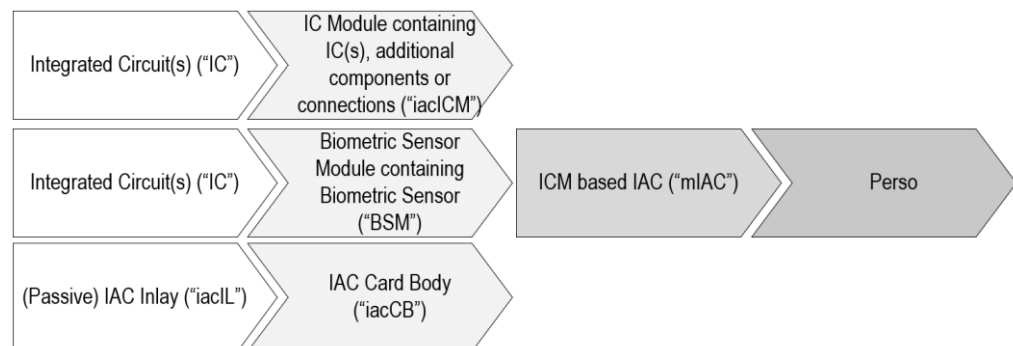 Integrated Circuit(s) (“IC”)
IC Module containing
IC(s), additional
components or
connections (“iacICM”)
Integrated Circuit(s) (“IC”)
Biometric Sensor
Module containing
Biometric Sensor
(“BSM”)
ICM based IAC (“mIAC”)
Perso
(Passive) IAC Inlay (“iacIL”)
IAC Card Body
(“iacCB”)